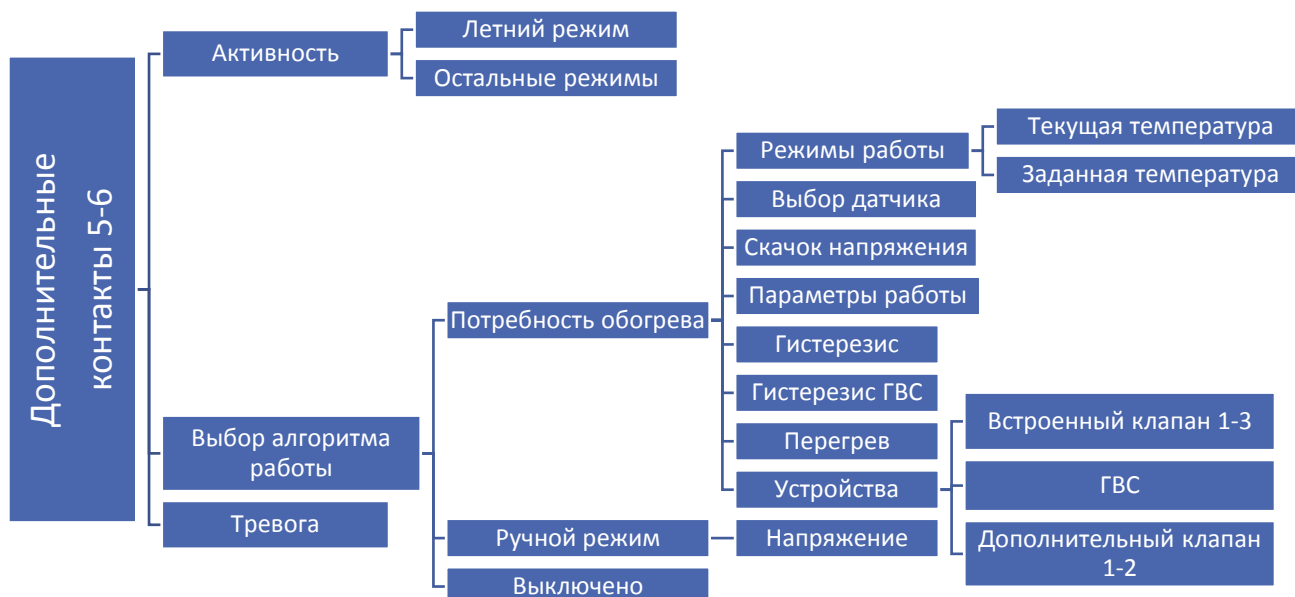 Дополнительные
контакты 5-6
Активность
Летний режим
Остальные режимы
Выбор алгоритма
работы
Потребность обогрева
Режимы работы
Текущая температура
Заданная температура
Выбор датчика
Скачок напряжения
Параметры работы
Гистерезис
Гистерезис ГВС
Перегрев
Устройства
Встроенный клапан 1-3
ГВС
Дополнительный клапан
1-2
Ручной режим
Напряжение
Выключено
Тревога